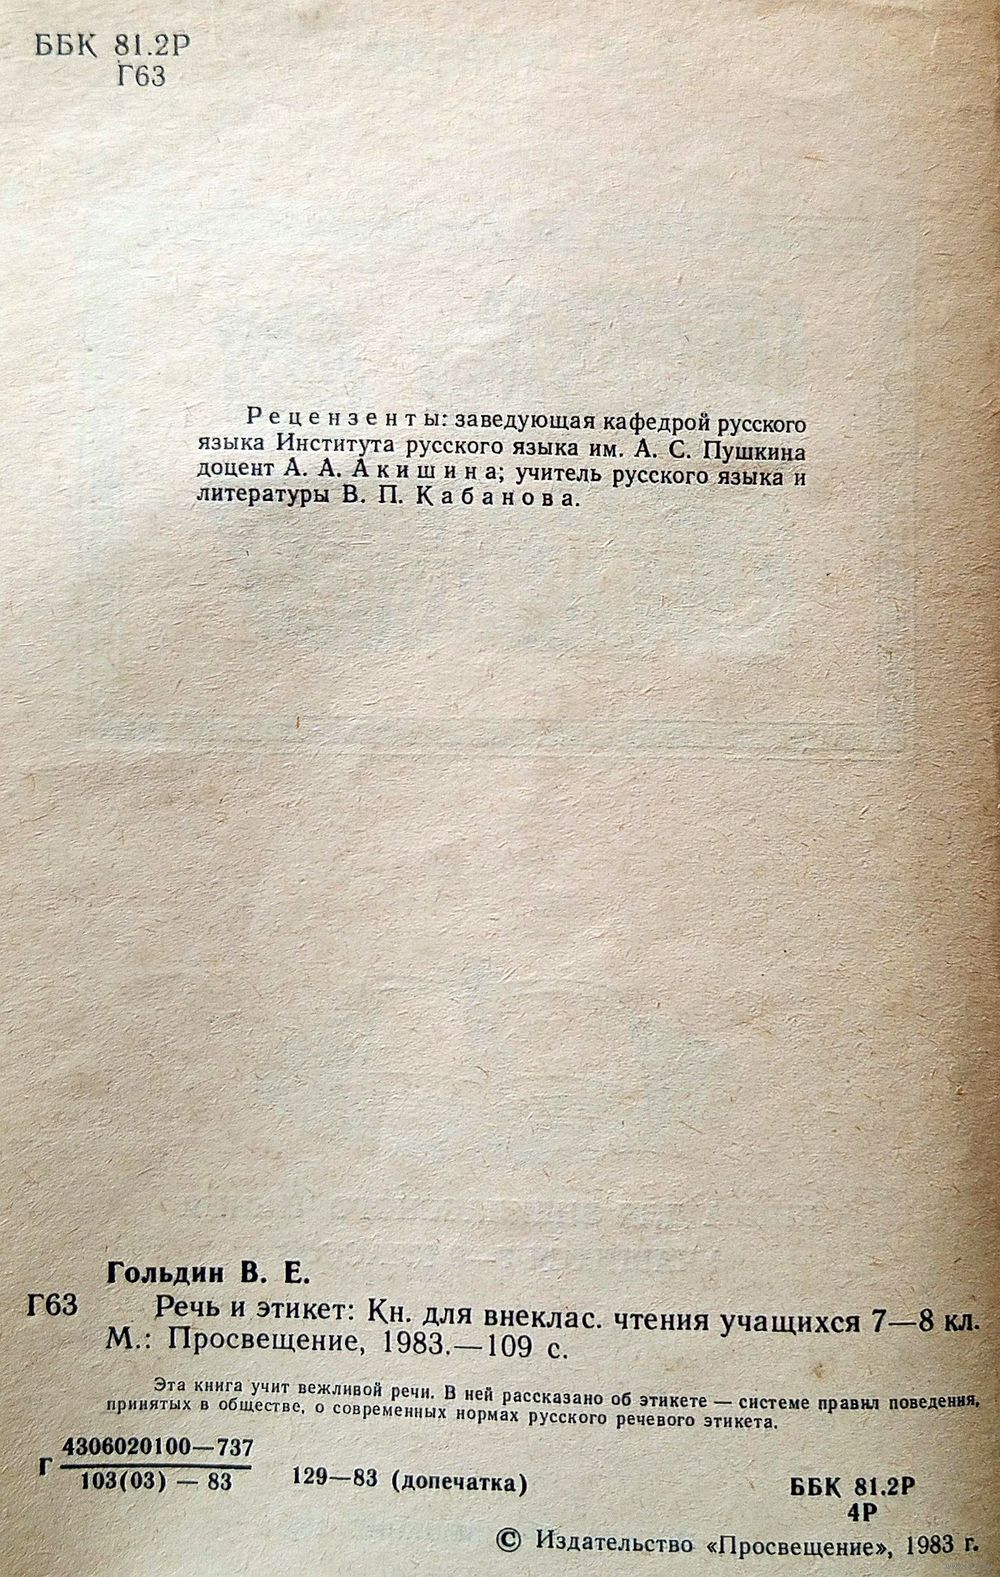 ББК 81.2Р
Г63
Рецензенты: заведующая кафедрой русского
языка Института русского языка им. А. С. Пушкина
доцент А. А. Акишина; учитель русского языка и
литературы В. П. Кабанова.
Гольдин В. Е.
Г63 Речь и этикет: Кн. для внеклас. чтения учащихся 7—8 кл.
М.: Просвещение, 1983.—109 с.
Эта книга учит вежливой речи. В ней рассказано об этикете — системе правил поведения,
принятых в обществе, о современных нормах русского речевого этикета.
Г 4306020100—737
103(03) — 83 129—83 (допечатка)
ББК 81.2Р
4Р
© Издательство «Просвещение», 1983 г.